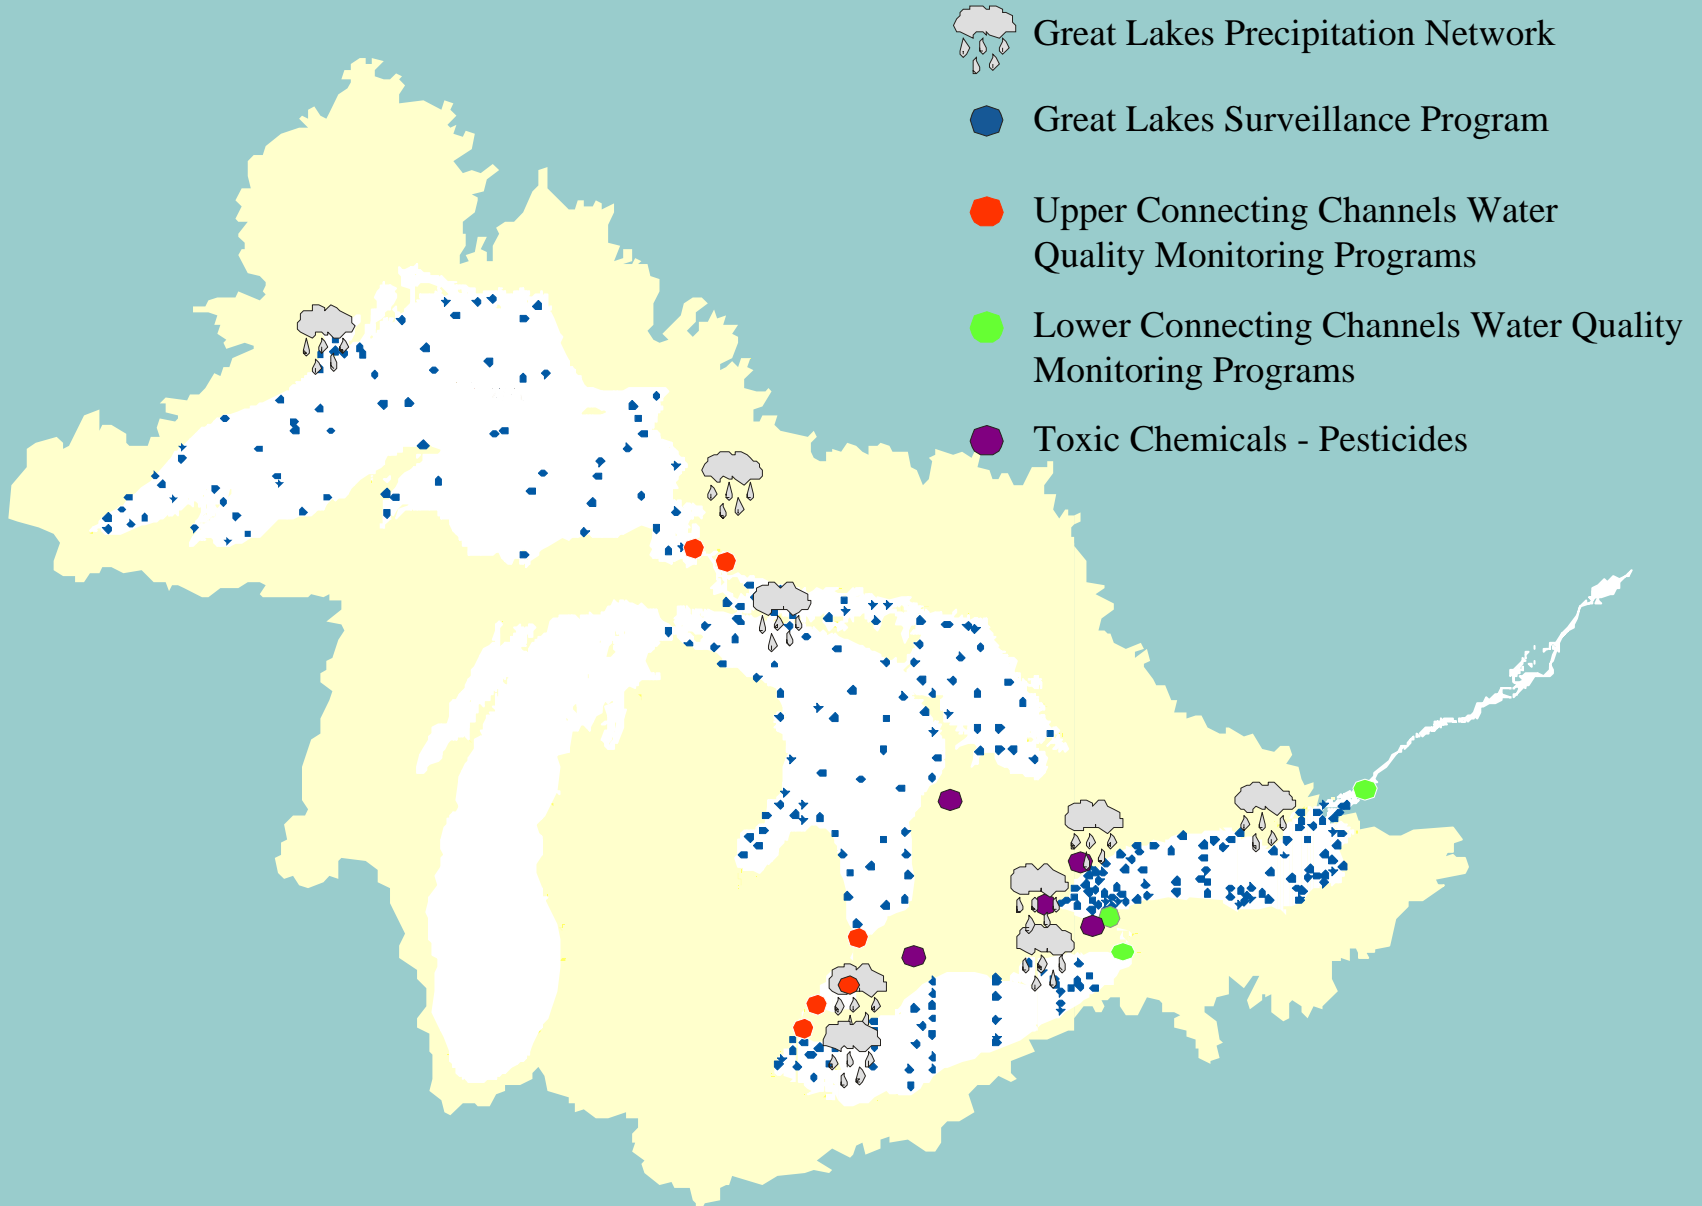 Great Lakes Precipitation Network
Great Lakes Surveillance Program
Upper Connecting Channels Water
Quality Monitoring Programs
Lower Connecting Channels Water Quality
Monitoring Programs
Toxic Chemicals - Pesticides